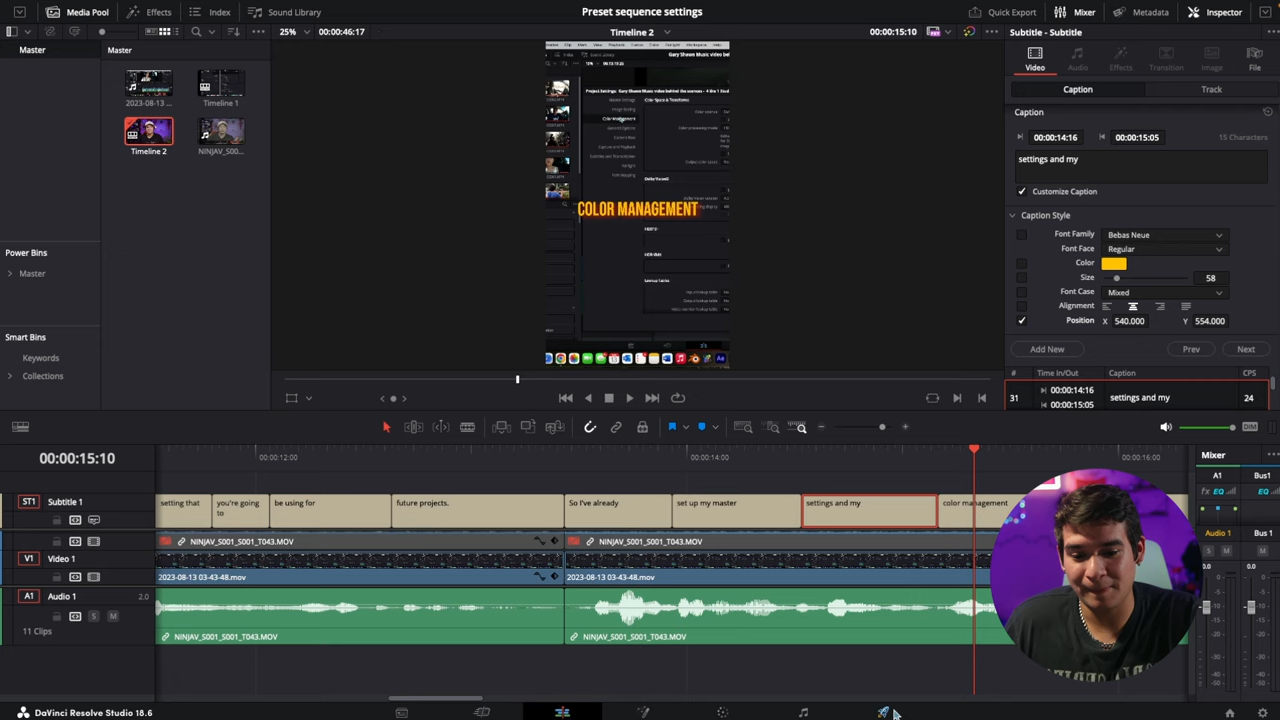 Media Pool
Effects
Index
Sound Library
Preset sequence settings
Quick Export
Mixer
Metadata
Inspector
Master
Master
25%
00:00:46:17
Timeline 2
00:00:15:10
Subtitle - Subtitle
2023-08-13 ...
Timeline 1
Timeline 2
NINJAV_S00...
Power Bins
Master
Smart Bins
Keywords
Collections
Color Management
COLOR MANAGEMENT
Video
Audio
Effects
Transition
Image
File
Caption
Track
Caption
00:00:14:16
00:00:15:05
15 Characters
settings and my
Customize Caption
Caption Style
Font Family
Bebas Neue
Font Face
Regular
Color
Size
58
Font Case
Mixed
Alignment
Position
X
540.000
Y
554.000
Add New
Prev
Next
#
Time In/Out
Caption
CPS
31
00:00:14:16
00:00:15:05
settings and my
24
DIM
00:00:15:10
00:00:12:00
00:00:14:00
00:00:16:00
Mixer
ST1
Subtitle 1
setting that
you're going to
be using for
future projects.
So I've already
set up my master
settings and my
color management
NINJAV_S001_S001_T043.MOV
NINJAV_S001_S001_T043.MOV
V1
Video 1
2023-08-13 03-43-48.mov
2023-08-13 03-43-48.mov
A1
Audio 1
2.0
S
M
11 Clips
NINJAV_S001_S001_T043.MOV
NINJAV_S001_S001_T043.MOV
A1
Bus1
fx
EQ
EQ
Audio 1
Bus 1
S
M
S
0.0
0.0
DaVinci Resolve Studio 18.6